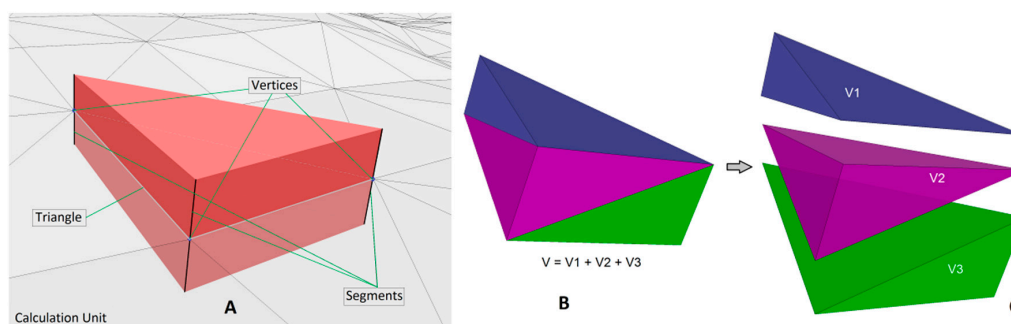 Vertices
Triangle
Segments
A
Calculation Unit
V = V1 + V2 + V3
B
V1
V2
V3